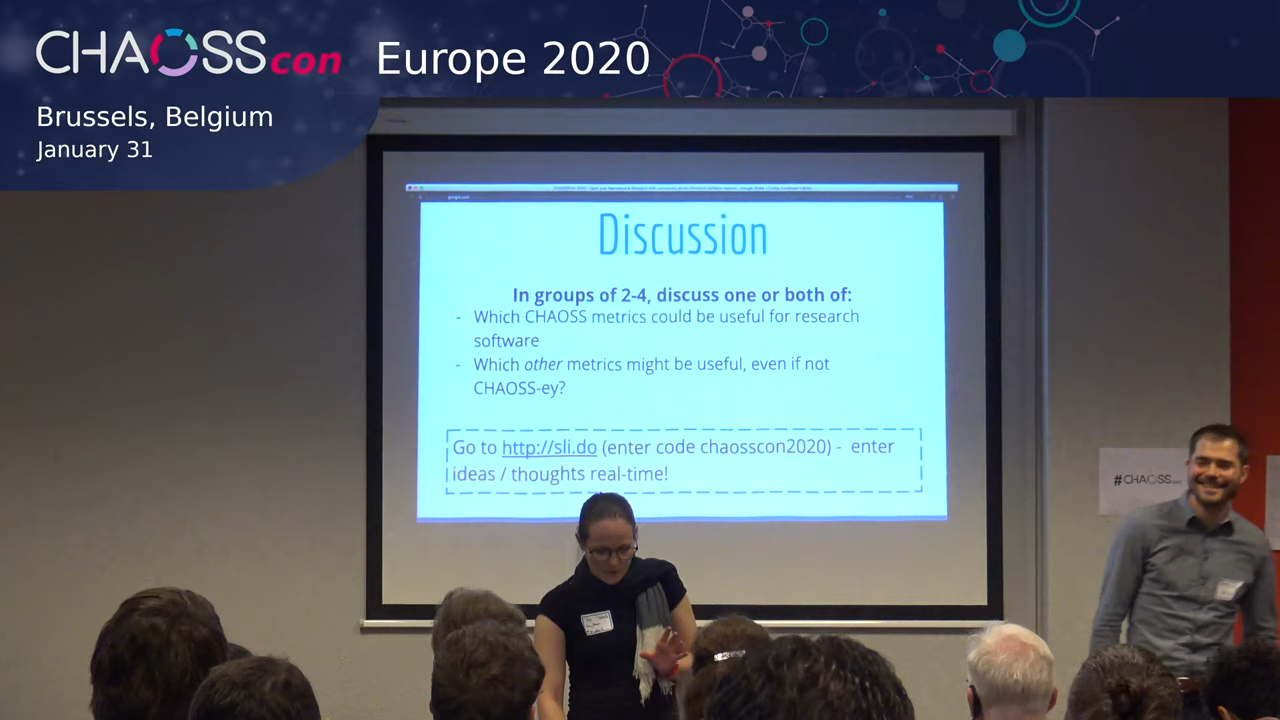 CHAOSScon Europe 2020
Brussels, Belgium
January 31
Discussion
In groups of 2-4, discuss one or both of:
- Which CHAOSS metrics could be useful for research
software
- Which other metrics might be useful, even if not
CHAOSS-ey?
Go to http://sli.do (enter code chaosscon2020) - enter
ideas / thoughts real-time!
#CHAOSScon